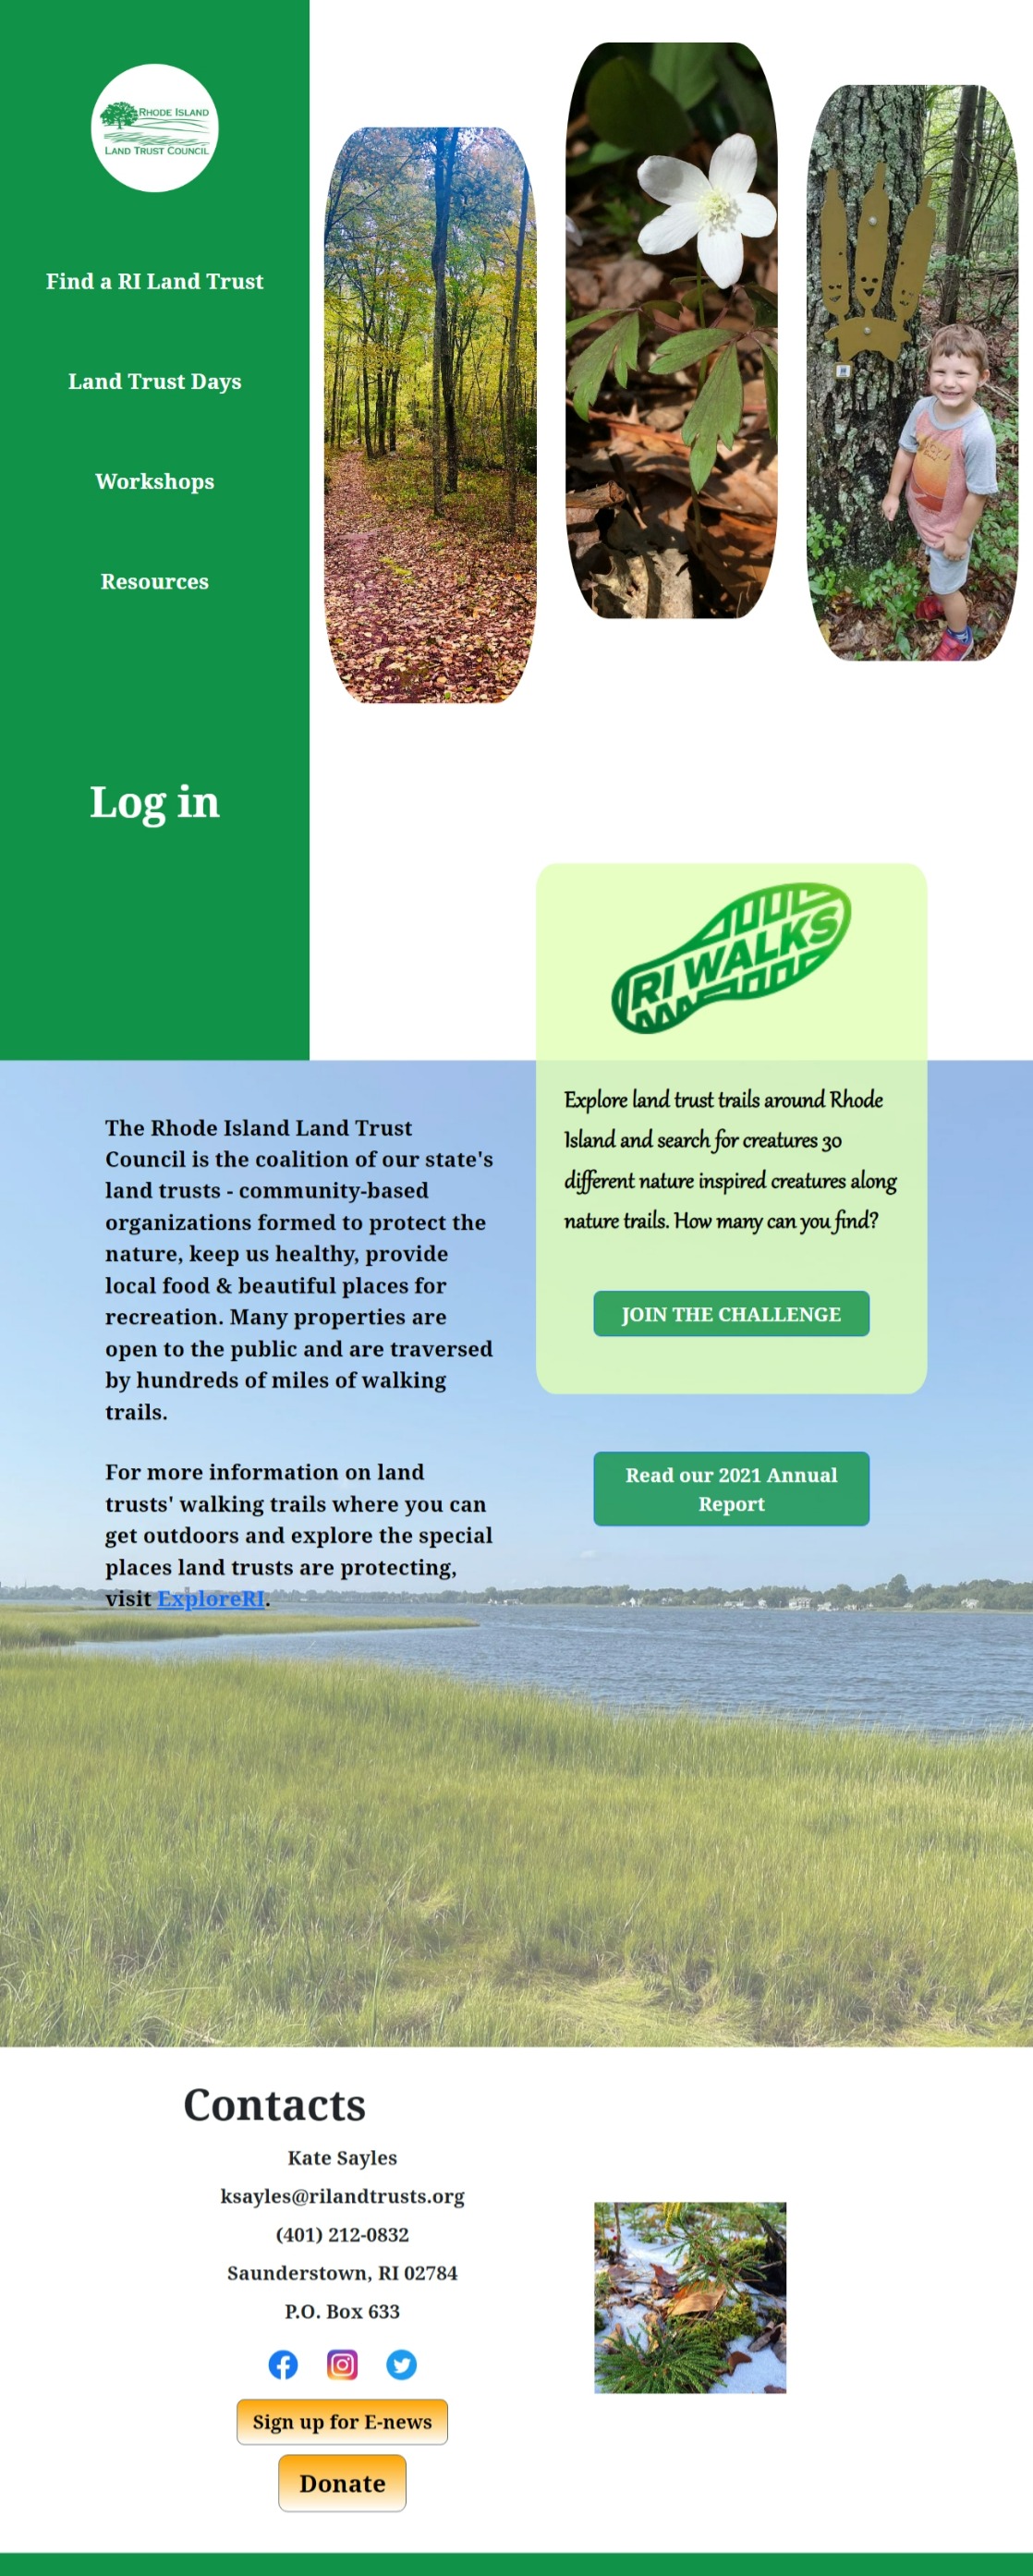 RHODE ISLAND
LAND TRUST COUNCIL
Find a RI Land Trust
Land Trust Days
Workshops
Resources
Log in
RI WALKS
Explore land trust trails around Rhode
Island and search for creatures 30
different nature inspired creatures along
nature trails. How many can you find?
JOIN THE CHALLENGE
Read our 2021 Annual
Report
The Rhode Island Land Trust
Council is the coalition of our state's
land trusts - community-based
organizations formed to protect the
nature, keep us healthy, provide
local food & beautiful places for
recreation. Many properties are
open to the public and are traversed
by hundreds of miles of walking
trails.
For more information on land
trusts' walking trails where you can
get outdoors and explore the special
places land trusts are protecting,
visit ExploreRI.
Contacts
Kate Sayles
ksayles@rilandtrusts.org
(401) 212-0832
Saunderstown, RI 02784
P.O. Box 633
Sign up for E-news
Donate